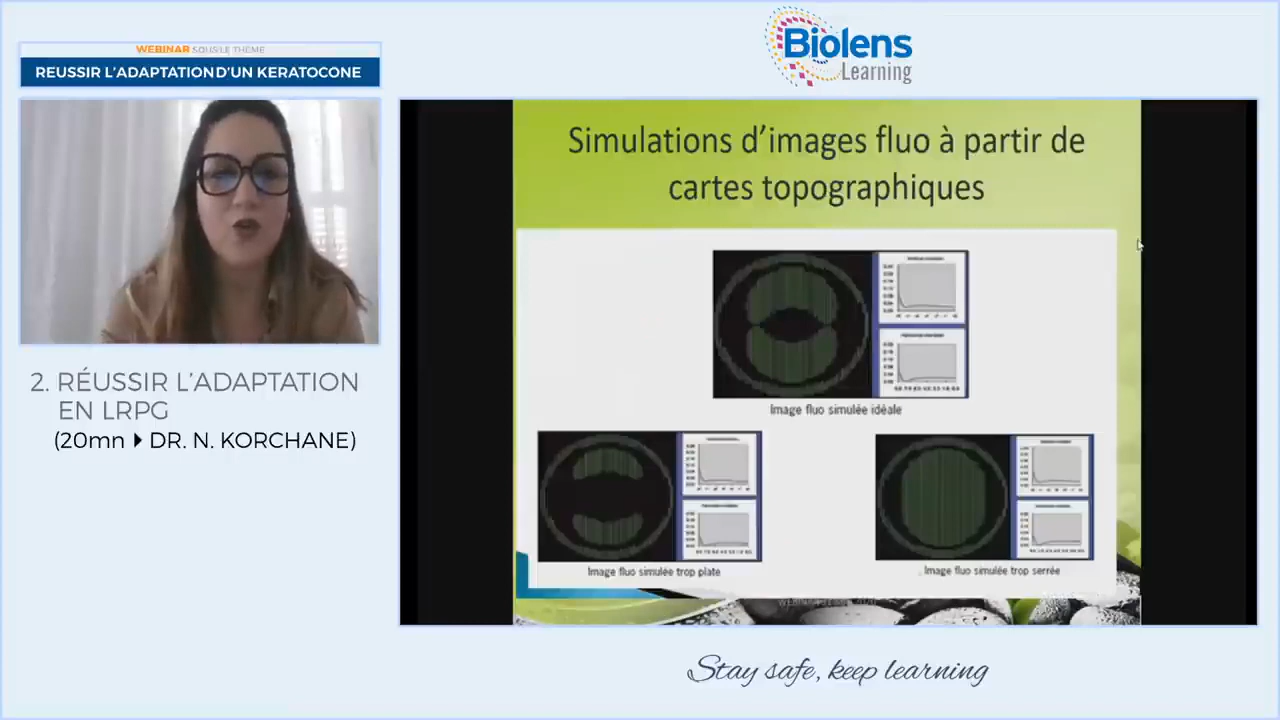 WEBINAR SOUS LE THÈME
REUSSIR L'ADAPTATION D'UN KERATOCONE
Biolens
Learning
2. RÉUSSIR L'ADAPTATION
EN LRPG
(20mn DR. N. KORCHANE)
Simulations d'images fluo à partir de
cartes topographiques
Image fluo simulée idéale
Image fluo simulée trop plate
Image fluo simulée trop serrée
Stay safe, keep learning